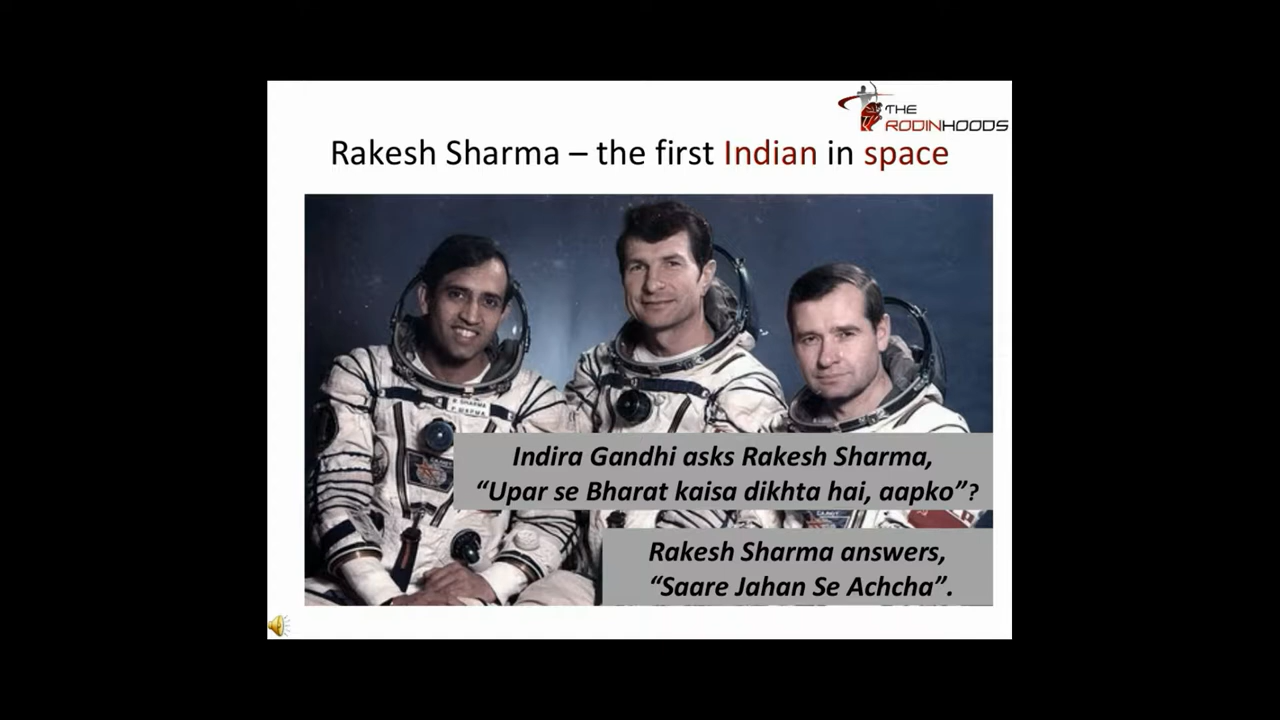 THE
RODINHOODS
Rakesh Sharma – the first Indian in space
R. SHARMA
Indira Gandhi asks Rakesh Sharma,
“Upar se Bharat kaisa dikhta hai, aapko”?
Rakesh Sharma answers,
“Saare Jahan Se Achcha”.